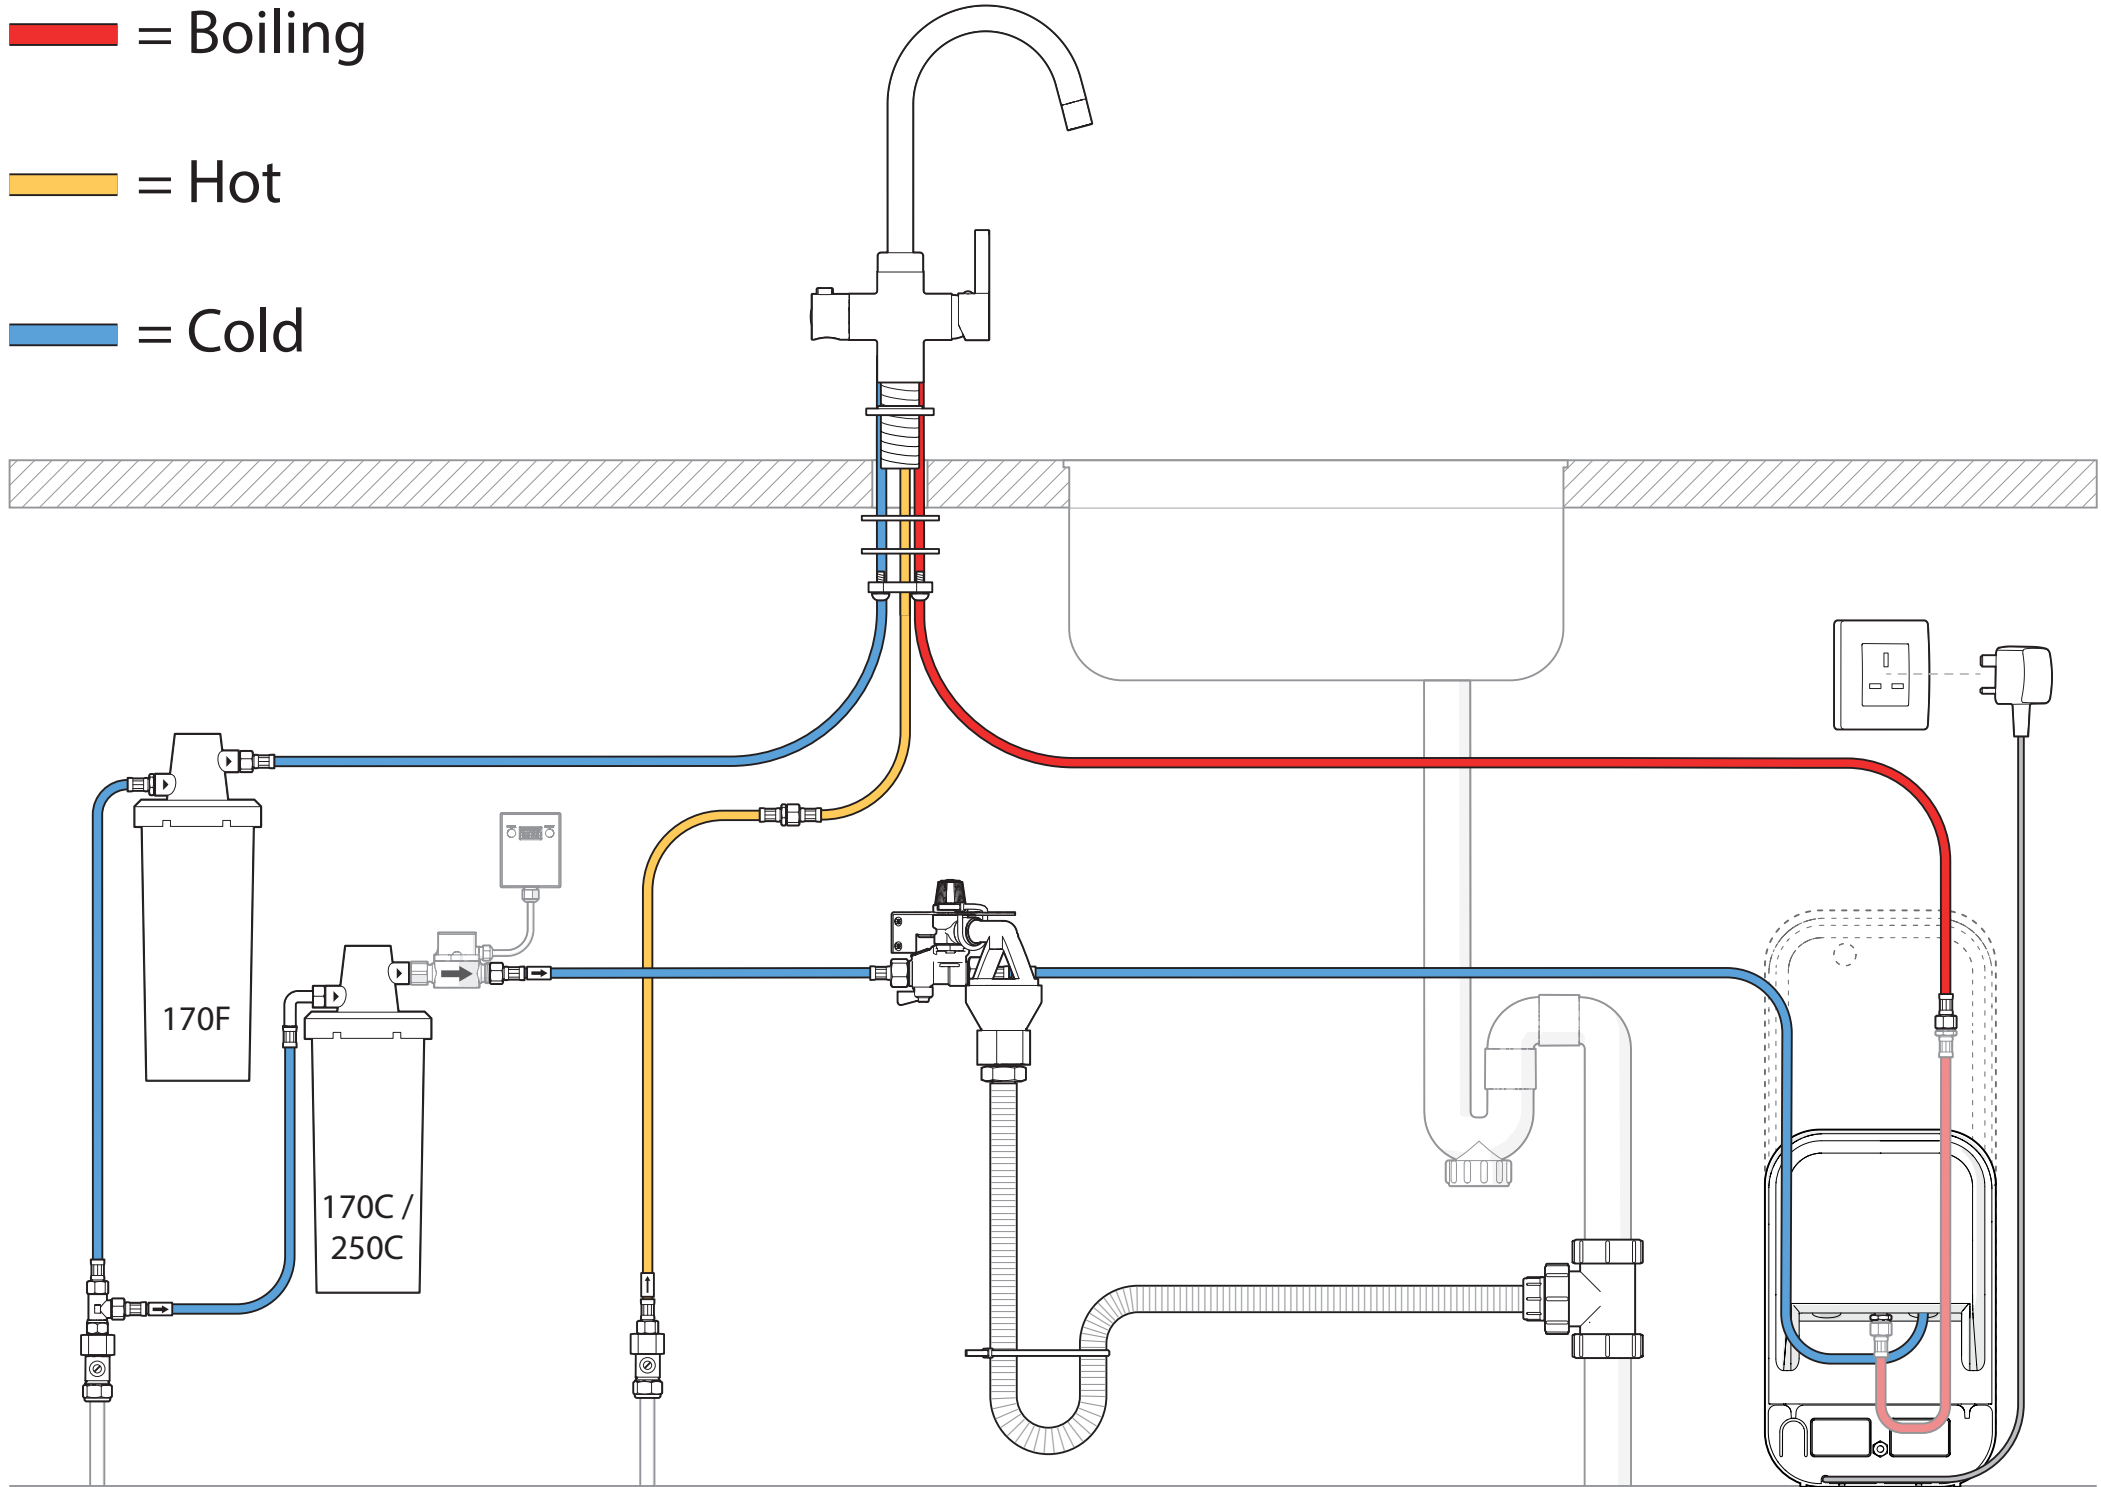 = Boiling
= Hot
= Cold
170F
170C /
250C